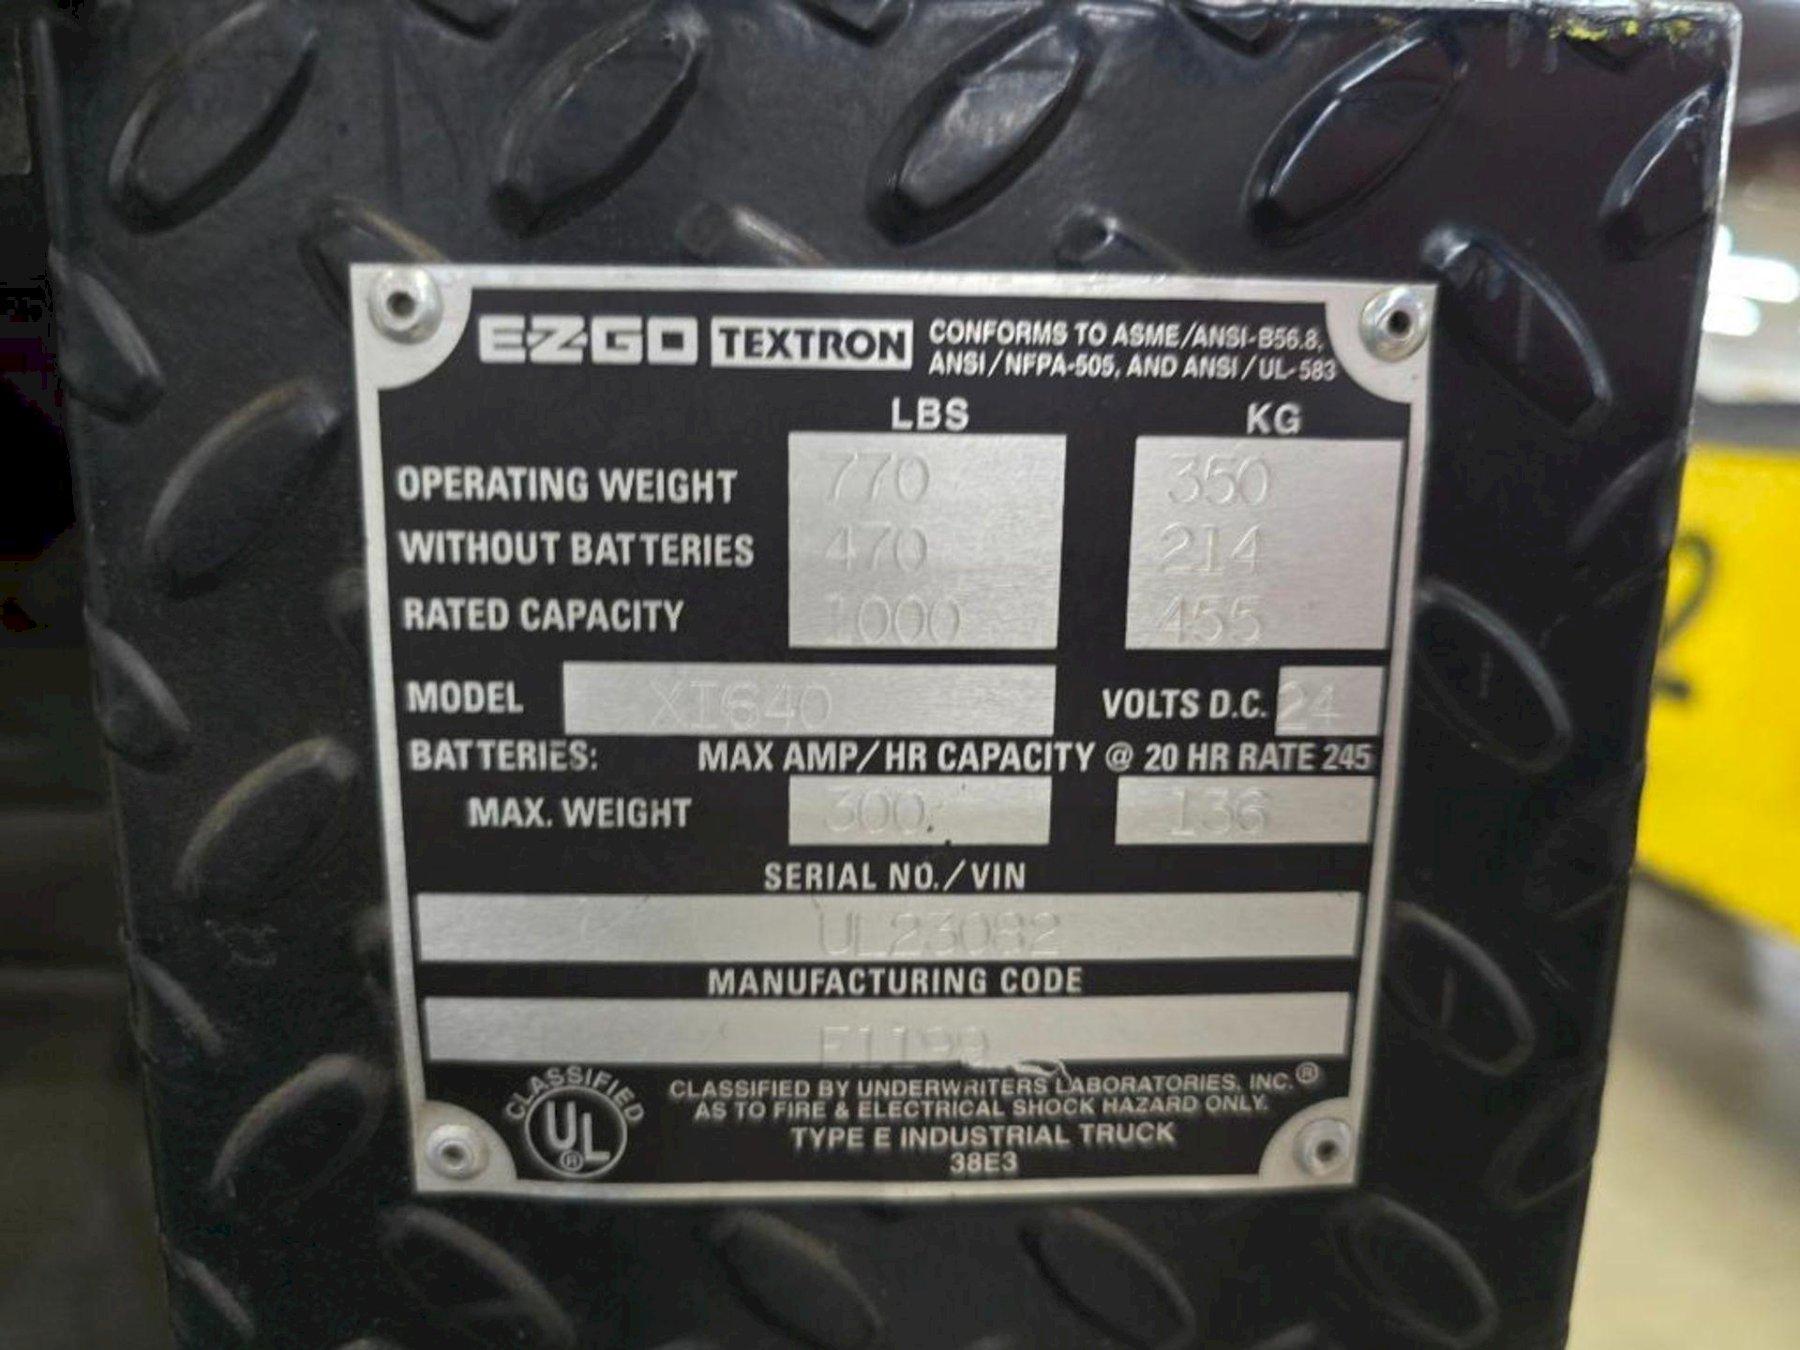 E-Z-GO TEXTRON CONFORMS TO ASME/ANSI-B56.8,
ANSI/NFPA-505, AND ANSI/UL-583
LBS KG
OPERATING WEIGHT 770 350
WITHOUT BATTERIES 470 214
RATED CAPACITY 1000 455
MODEL XI640 VOLTS D.C. 24
BATTERIES: MAX AMP/HR CAPACITY @ 20 HR RATE 245
MAX. WEIGHT 300 136
SERIAL NO./VIN
UL23082
MANUFACTURING CODE
E1199
CLASSIFIED
UL®
CLASSIFIED BY UNDERWRITERS LABORATORIES, INC.®
AS TO FIRE & ELECTRICAL SHOCK HAZARD ONLY.
TYPE E INDUSTRIAL TRUCK
38E3
2